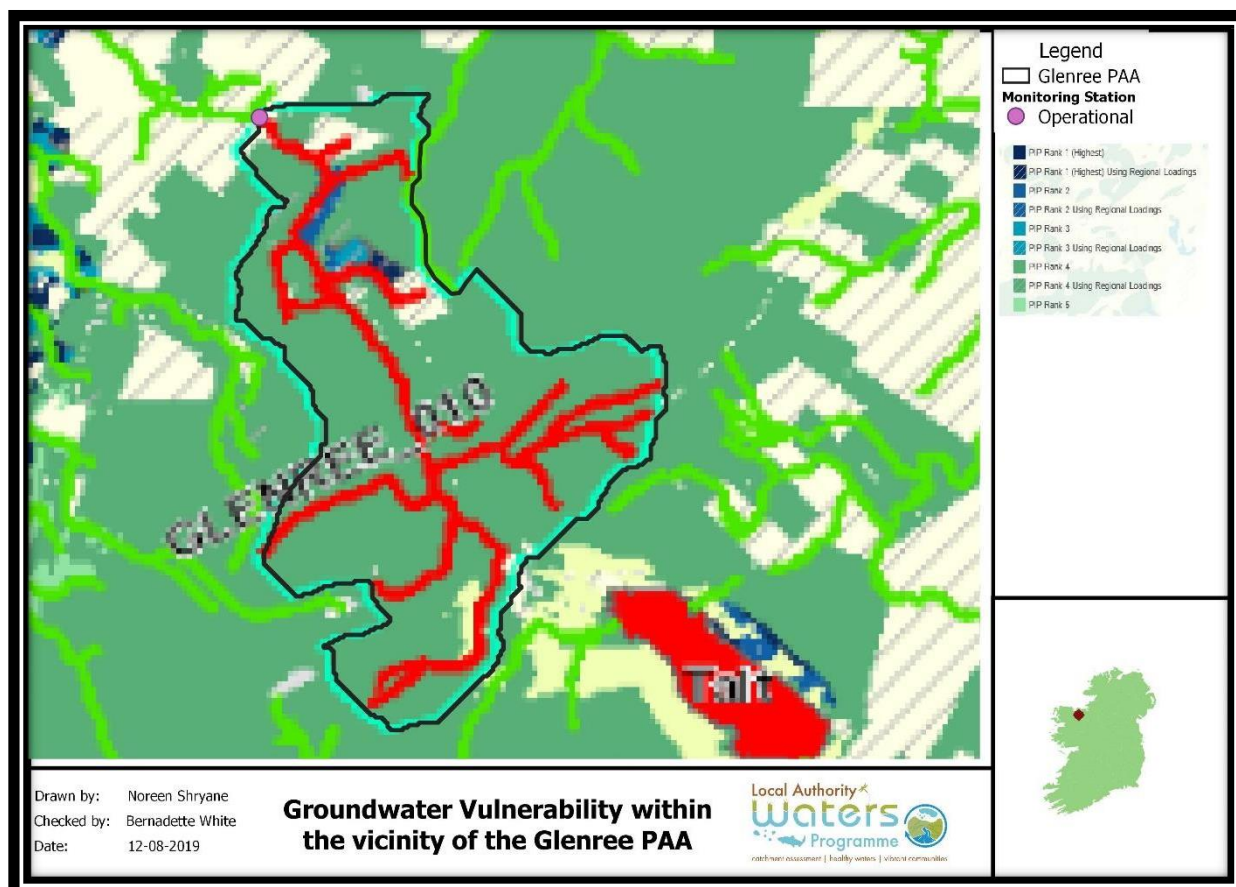 GLENREE_010
Legend
Glenree PAA
Monitoring Station
Operational
PIP Rank 1 (Highest)
PIP Rank 1 (Highest) Using Regional Loadings
PIP Rank 2
PIP Rank 2 Using Regional Loadings
PIP Rank 3
PIP Rank 3 Using Regional Loadings
PIP Rank 4
PIP Rank 4 Using Regional Loadings
PIP Rank 5
Talt
Drawn by: Noreen Shryane
Checked by: Bernadette White
Date: 12-08-2019
Groundwater Vulnerability within
the vicinity of the Glenree PAA
Local Authority
Waters
Programme
catchment assessment | healthy waters | vibrant communities